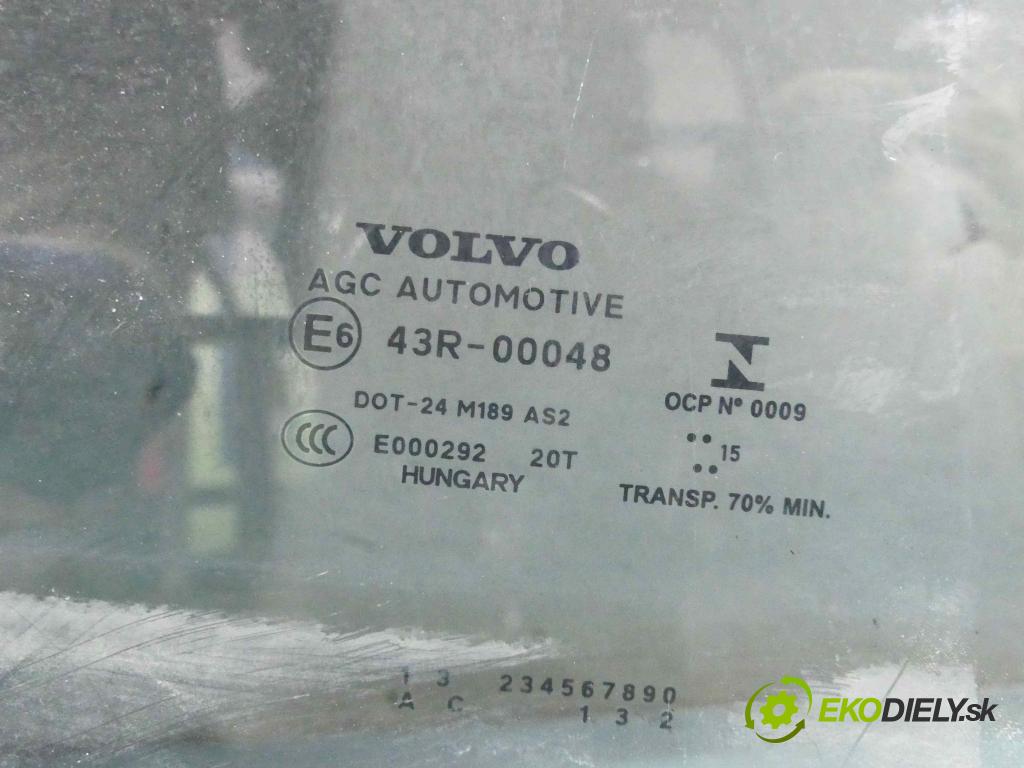 VOLVO
AGC AUTOMOTIVE
E6 43R-00048
DOT-24 M189 AS2
CCC E000292 20T
HUNGARY
N
OCP Nº 0009
15
TRANSP. 70% MIN.
1 3 234567890
A C 1 3 2
EKODIELY.sk